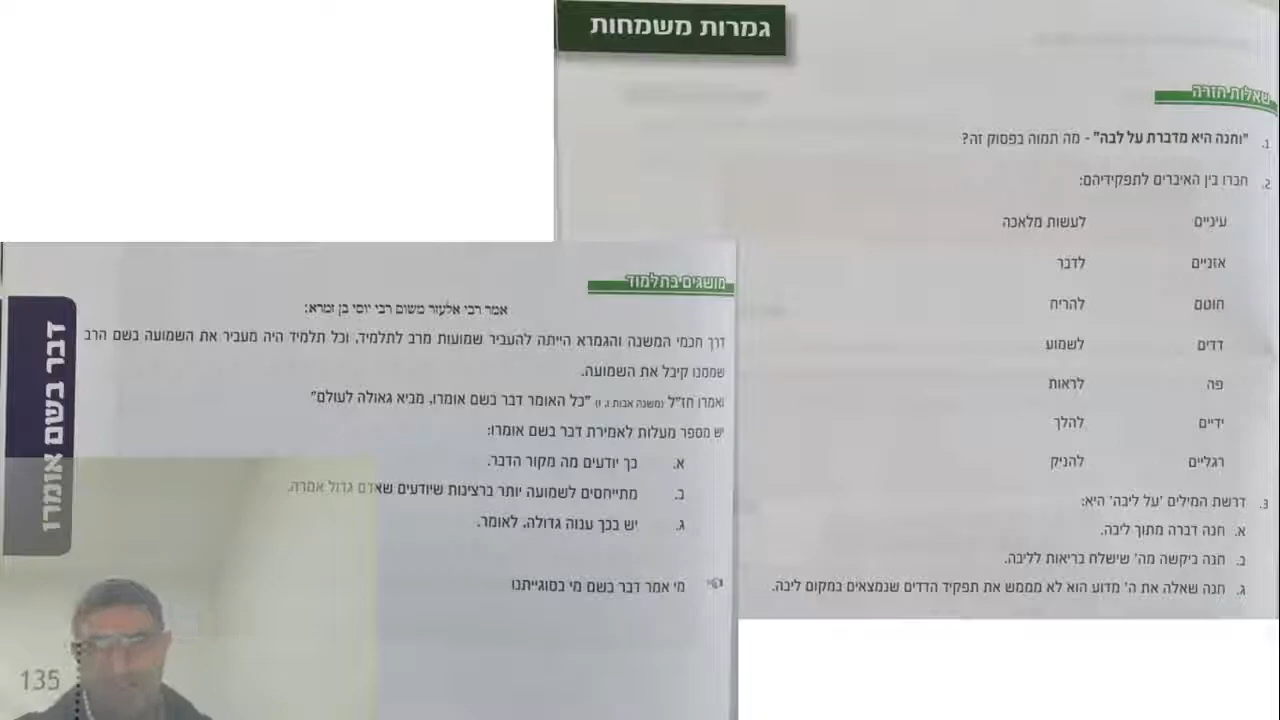 גמרות משמחות
שאלות חזרה
1. "וחנה היא מדברת על לבה" - מה תמוה בפסוק זה?
2. חברו בין האיברים לתפקידיהם:
עיניים לעשות מלאכה
אזניים לדבר
חוטם להריח
דדים לשמוע
פה לראות
ידיים להלך
רגליים להניק
3. דרשת המילים 'על ליבה' היא:
א. חנה דברה מתוך ליבה.
ב. חנה ביקשה מה' שישלח בריאות לליבה.
ג. חנה שאלה את ה' מדוע הוא לא מממש את תפקיד הדדים שנמצאים במקום ליבה.
מושגים בתלמוד
אמר רבי אלעזר משום רבי יוסי בן זמרא:
דרך חכמי המשנה והגמרא הייתה להעביר שמועות מרב לתלמיד, וכל תלמיד היה מעביר את השמועה בשם הרב
שממנו קיבל את השמועה.
ואמרו חז"ל (משנה אבות ו, ו) "כל האומר דבר בשם אומרו, מביא גאולה לעולם"
יש מספר מעלות לאמירת דבר בשם אומרו:
א. כך יודעים מה מקור הדבר.
ב. מתייחסים לשמועה יותר ברצינות שיודעים שאדם גדול אמרה.
ג. יש בכך ענוה גדולה, לאומר.
מי אמר דבר בשם מי בסוגייתנו
דבר בשם אומרו
135